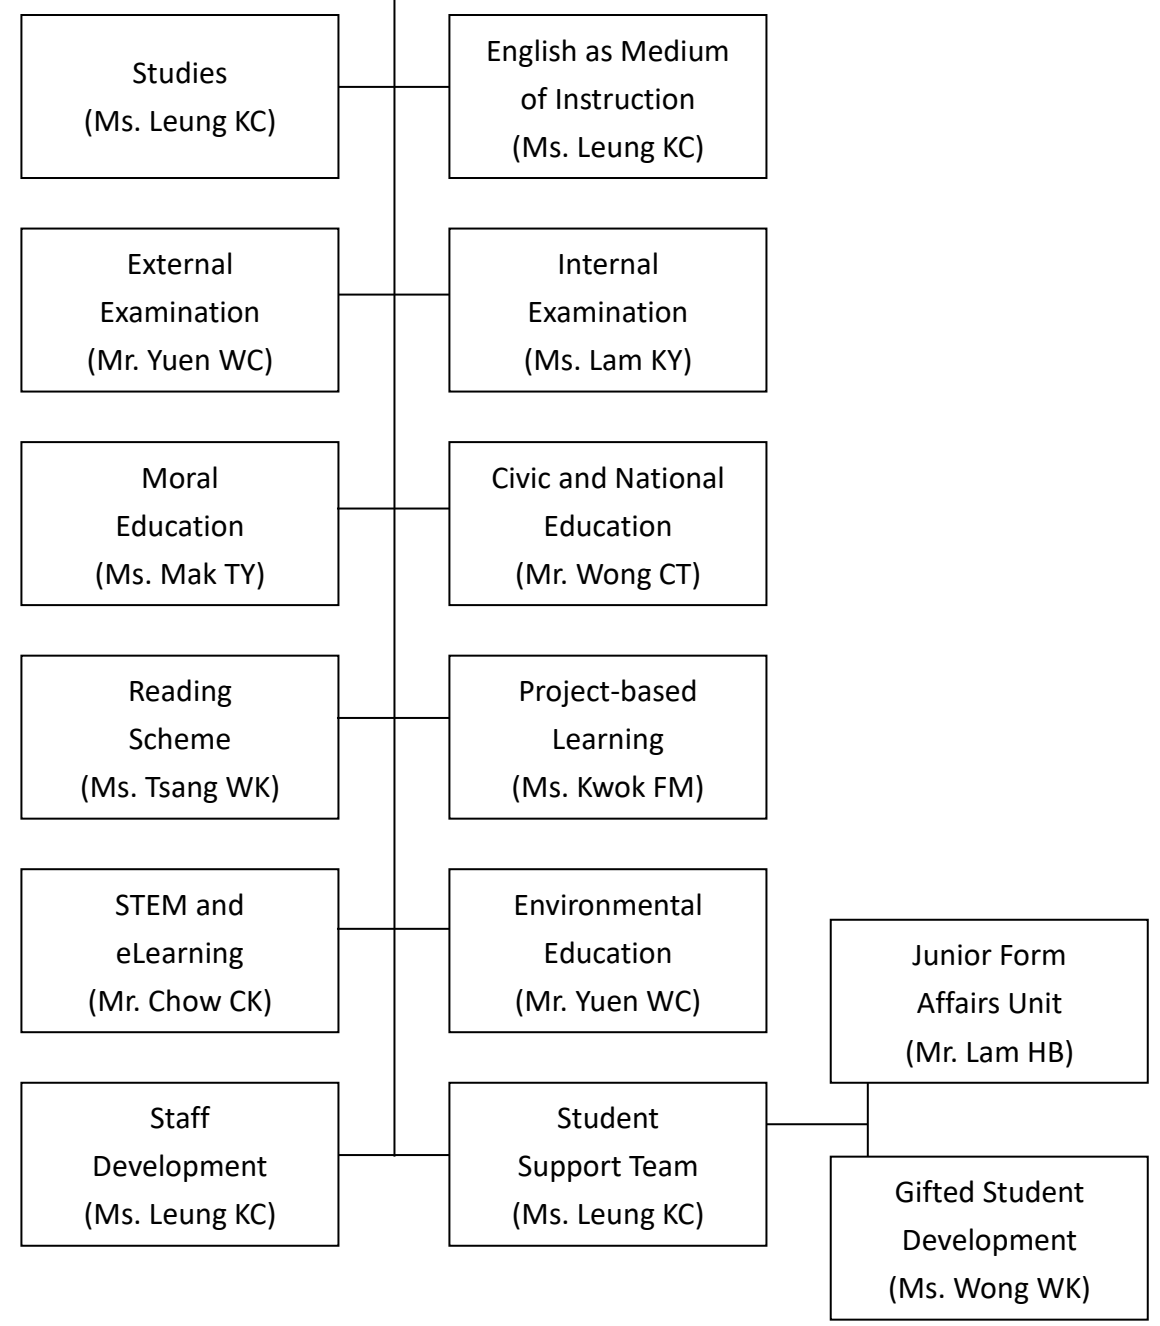 Studies
(Ms. Leung KC)
English as Medium
of Instruction
(Ms. Leung KC)
External
Examination
(Mr. Yuen WC)
Internal
Examination
(Ms. Lam KY)
Moral
Education
(Ms. Mak TY)
Civic and National
Education
(Mr. Wong CT)
Reading
Scheme
(Ms. Tsang WK)
Project-based
Learning
(Ms. Kwok FM)
STEM and
eLearning
(Mr. Chow CK)
Environmental
Education
(Mr. Yuen WC)
Junior Form
Affairs Unit
(Mr. Lam HB)
Staff
Development
(Ms. Leung KC)
Student
Support Team
(Ms. Leung KC)
Gifted Student
Development
(Ms. Wong WK)